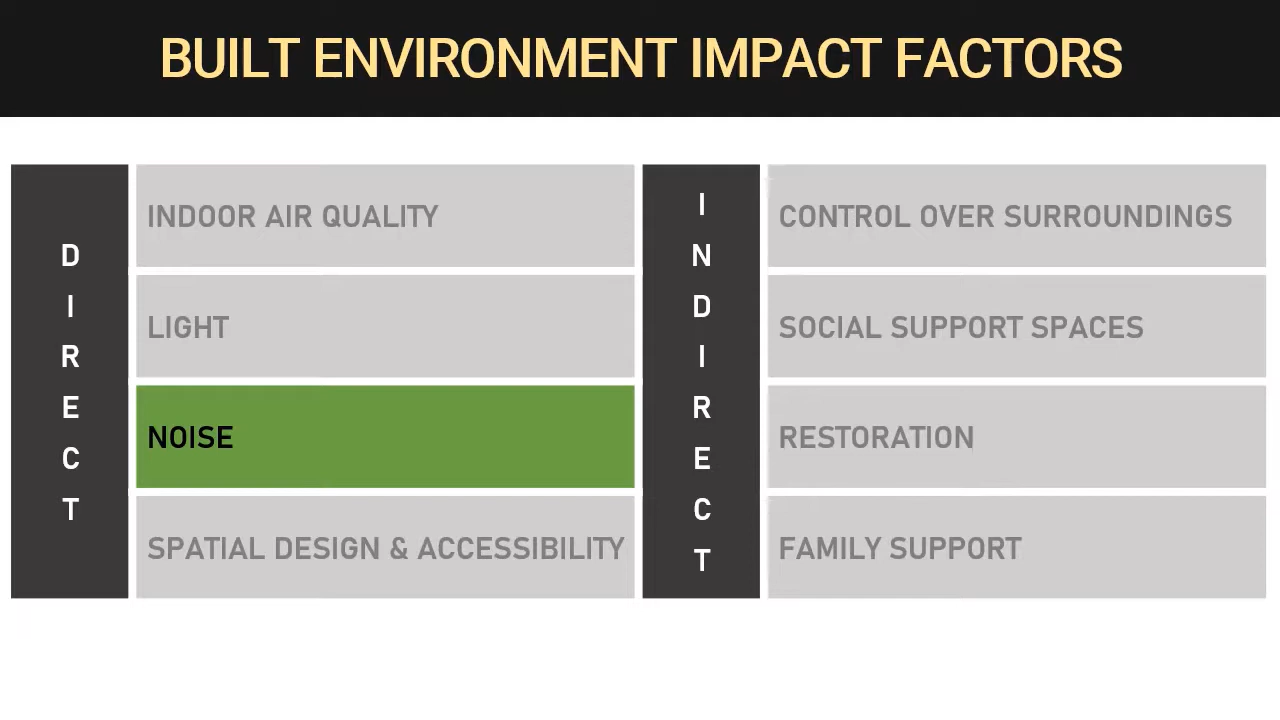 BUILT ENVIRONMENT IMPACT FACTORS
DIRECT
INDOOR AIR QUALITY
LIGHT
NOISE
SPATIAL DESIGN & ACCESSIBILITY
INDIRECT
CONTROL OVER SURROUNDINGS
SOCIAL SUPPORT SPACES
RESTORATION
FAMILY SUPPORT